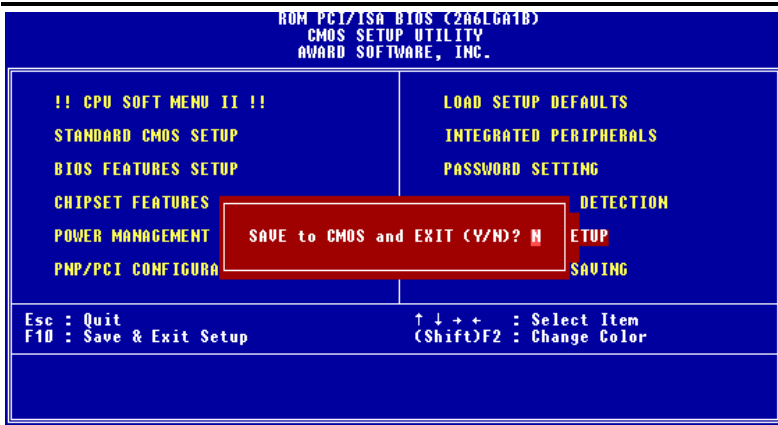 ROM PCI/ISA BIOS (2A6LGA1B)
CMOS SETUP UTILITY
AWARD SOFTWARE, INC.
!! CPU SOFT MENU II !!
STANDARD CMOS SETUP
BIOS FEATURES SETUP
CHIPSET FEATURES
POWER MANAGEMENT
PNP/PCI CONFIGURA
LOAD SETUP DEFAULTS
INTEGRATED PERIPHERALS
PASSWORD SETTING
DETECTION
ETUP
SAVING
SAVE to CMOS and EXIT (Y/N)? N
Esc : Quit
F10 : Save & Exit Setup
↑ ↓ → ← : Select Item
(Shift)F2 : Change Color